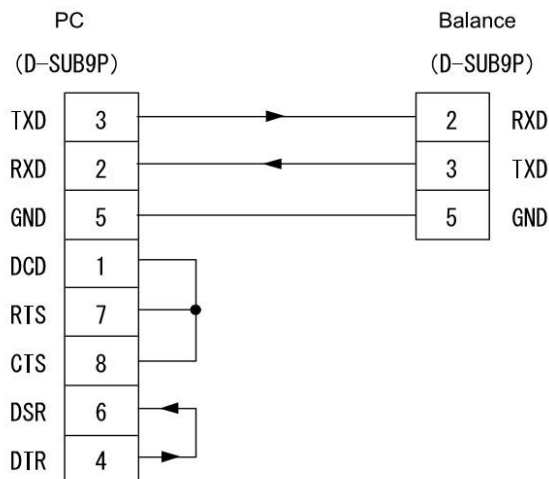 PC Balance
(D-SUB9P) (D-SUB9P)
TXD 3 2 RXD
RXD 2 3 TXD
GND 5 5 GND
DCD 1
RTS 7
CTS 8
DSR 6
DTR 4